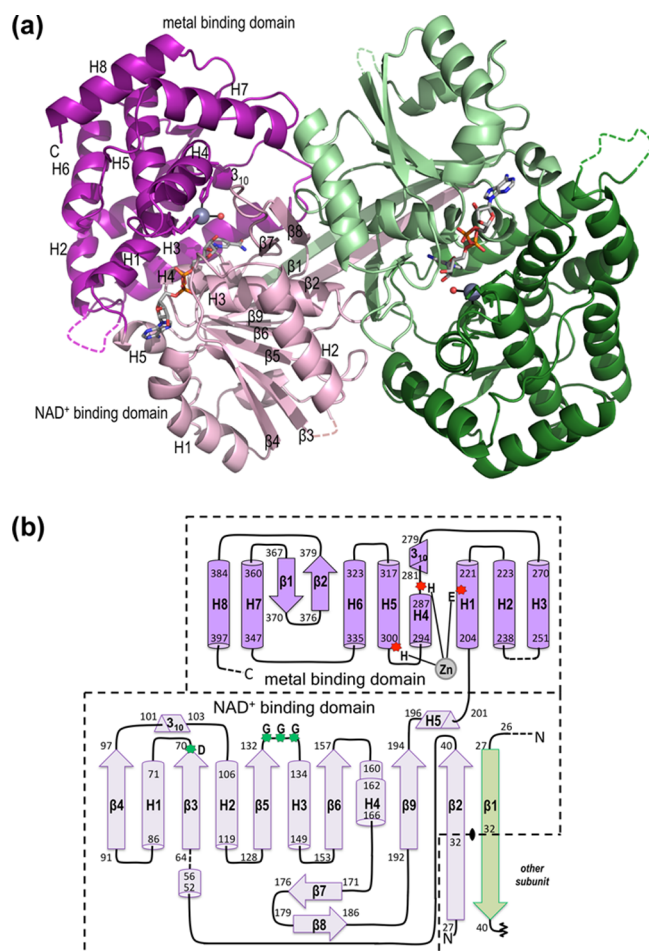 (a)
metal binding domain
H8
H7
C
H6
H5
H4
3₁₀
H2
H1
H3
β7
β8
H4
H3
β1
β2
β9
β6
H5
β5
H2
NAD⁺ binding domain
H1
β4
β3
(b)
279
367 379
384 360 β1 β2 323 317 3₁₀ 221 223 270
281 H E
H8 H7 H6 H5 287 H4 H1 H2 H3
397 347 370 376 335 300 294 204 238 251
H Zn
C
metal binding domain
NAD⁺ binding domain
101 3₁₀ 103 G G G 196 H5 201 26 N
97 70 D 132 157 194 40 27
71 106 134 160
162
β4 H1 β3 H2 β5 H3 β6 H4 β9 β2 β1
166
86 119 149 32 32
91 64 128 153 192
56 176 171 other
52 β7 subunit
179 186
β8 27 40
N